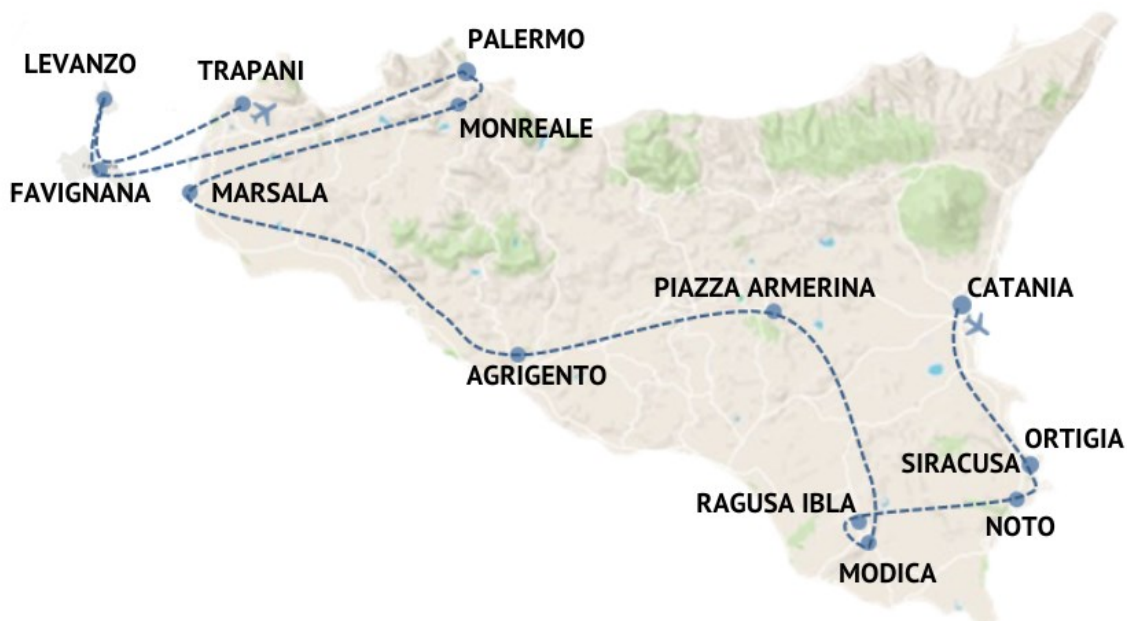 PALERMO
LEVANZO
TRAPANI
MONREALE
FAVIGNANA
MARSALA
PIAZZA ARMERINA
CATANIA
AGRIGENTO
ORTIGIA
SIRACUSA
RAGUSA IBLA
NOTO
MODICA